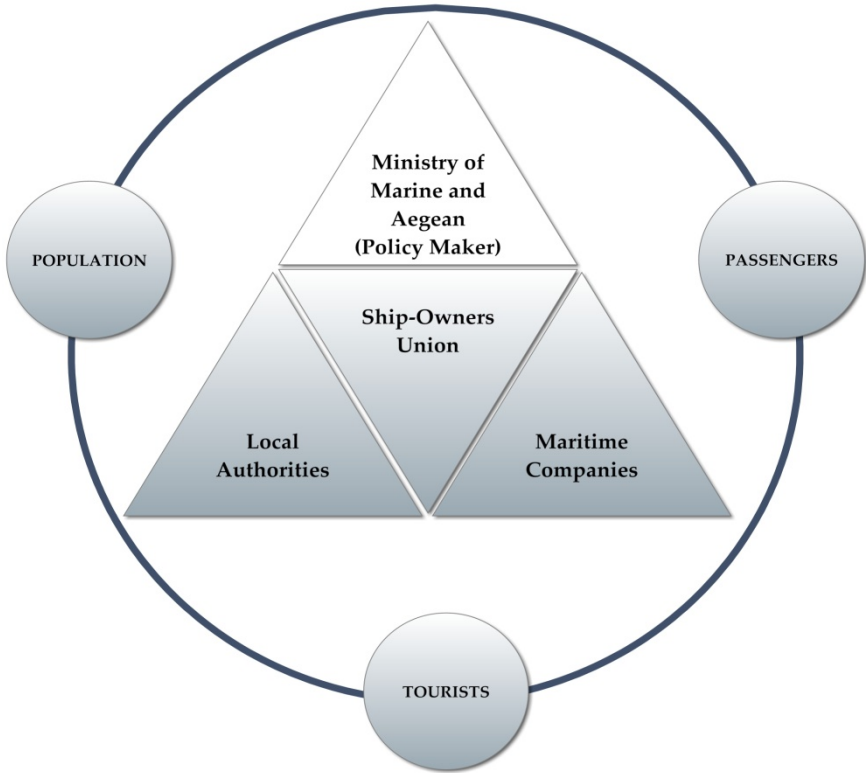 Ministry of
Marine and
Aegean
(Policy Maker)
POPULATION
PASSENGERS
Ship-Owners
Union
Local
Authorities
Maritime
Companies
TOURISTS